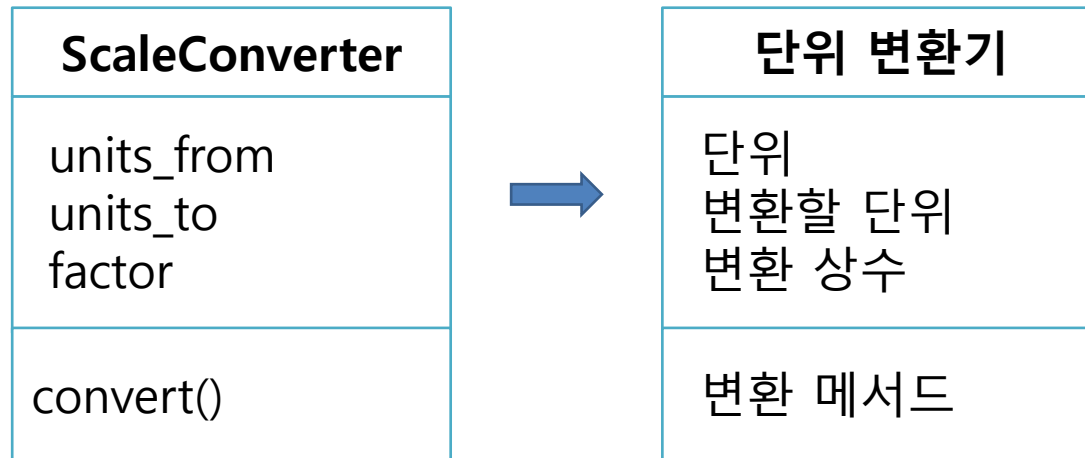 ScaleConverter
units_from
units_to
factor
convert()
단위 변환기
단위
변환할 단위
변환 상수
변환 메서드